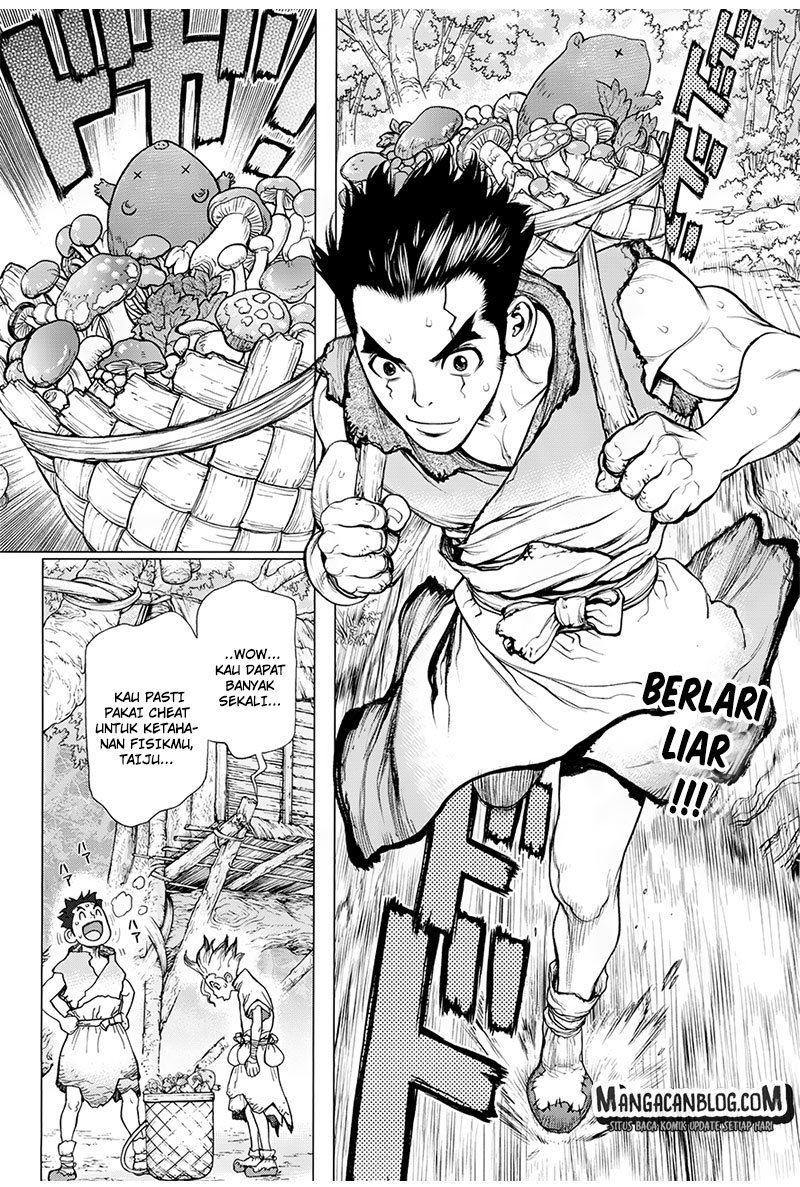 ドドドド
BERLARI
LIAR
!!!
ドギ!
..WOW...
KAU DAPAT
BANYAK
SEKALI...
KAU PASTI
PAKAI CHEAT
UNTUK KETAHA-
NAN FISIKMU,
TAIJU...
ハァ
ハァ
MANGACANBLOG.COM
SITUS BACA KOMIK UPDATE SETIAP HARI